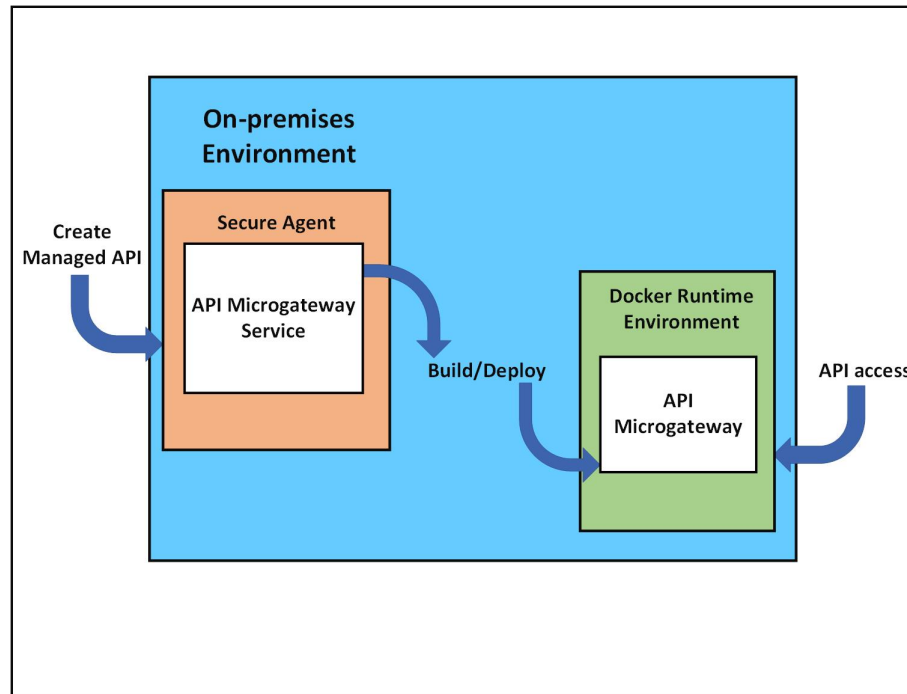 On-premises
Environment
Secure Agent
Create
Managed API
API Microgateway
Service
Docker Runtime
Environment
Build/Deploy
API access
API
Microgateway